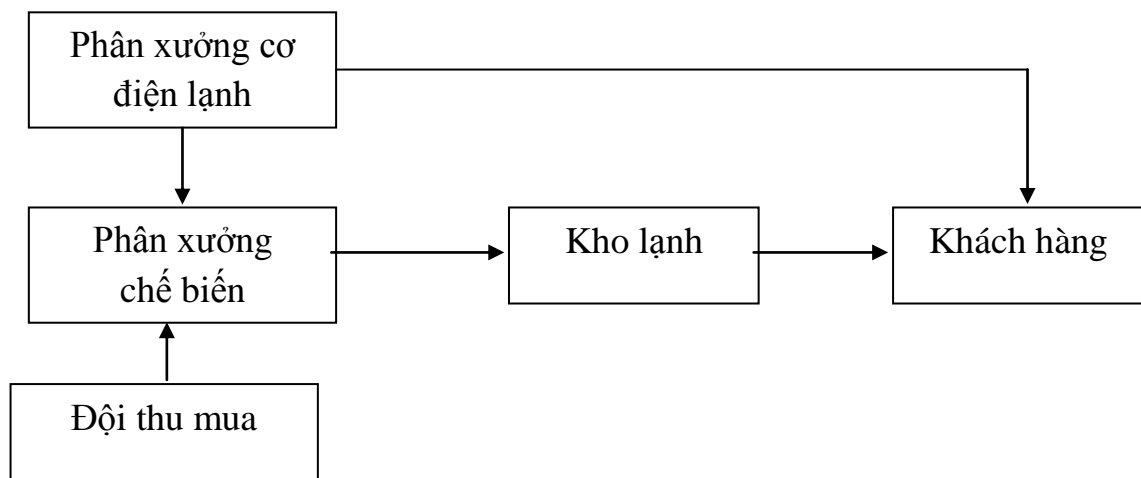 Phân xưởng cơ
điện lạnh
Phân xưởng
chế biến
Kho lạnh
Khách hàng
Đội thu mua